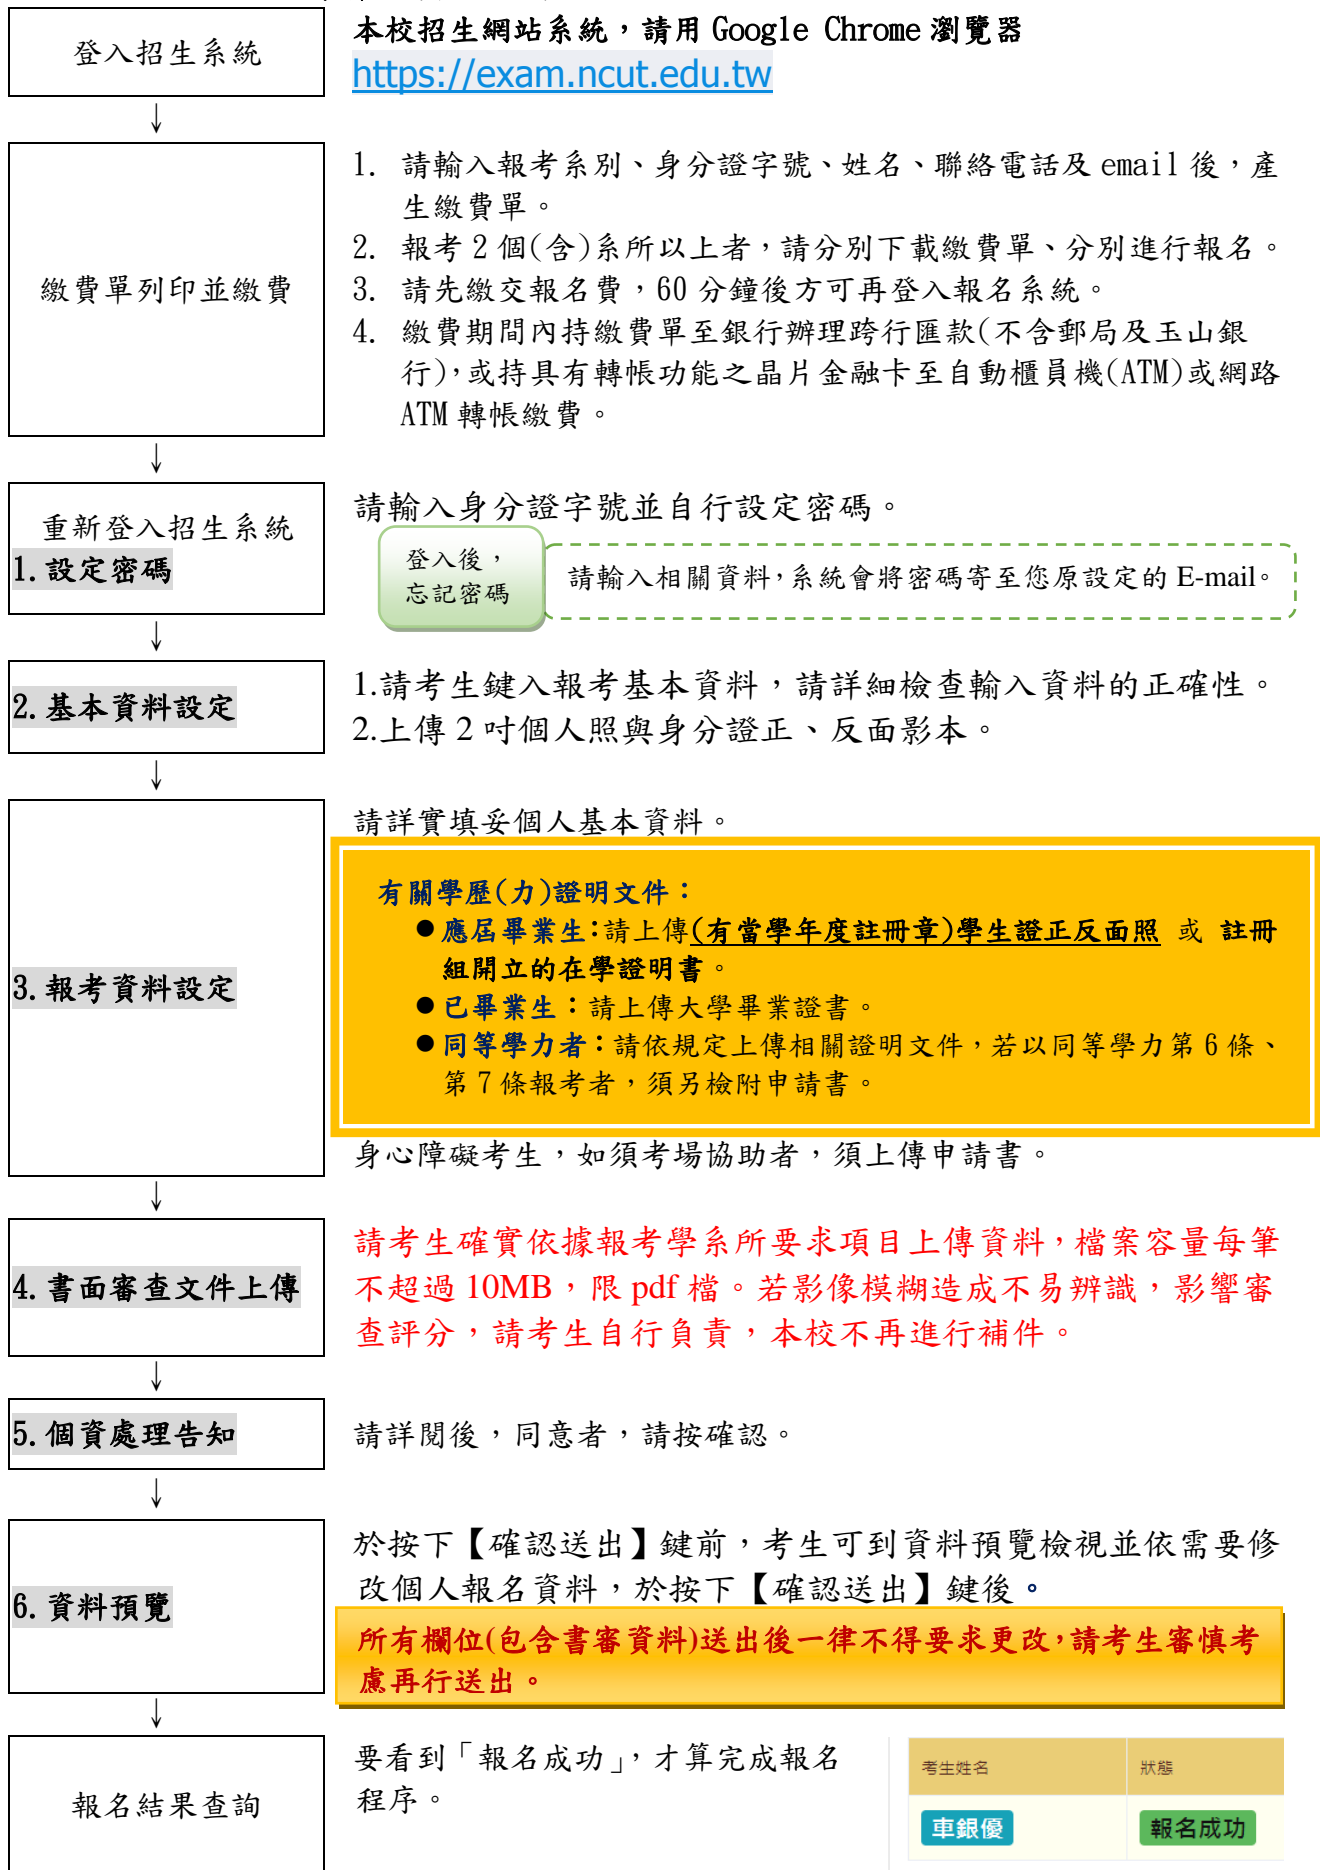 登入招生系統
本校招生網站系統，請用 Google Chrome 瀏覽器
https://exam.ncut.edu.tw
↓
繳費單列印並繳費
1. 請輸入報考系別、身分證字號、姓名、聯絡電話及 email 後，產
生繳費單。
2. 報考 2 個(含)系所以上者，請分別下載繳費單、分別進行報名。
3. 請先繳交報名費，60 分鐘後方可再登入報名系統。
4. 繳費期間內持繳費單至銀行辦理跨行匯款(不含郵局及玉山銀
行)，或持具有轉帳功能之晶片金融卡至自動櫃員機(ATM)或網路
ATM 轉帳繳費。
↓
重新登入招生系統
1. 設定密碼
請輸入身分證字號並自行設定密碼。
登入後，
忘記密碼
請輸入相關資料，系統會將密碼寄至您原設定的 E-mail。
↓
2. 基本資料設定
1.請考生鍵入報考基本資料，請詳細檢查輸入資料的正確性。
2.上傳 2 吋個人照與身分證正、反面影本。
↓
3. 報考資料設定
請詳實填妥個人基本資料。
有關學歷(力)證明文件：
●應屆畢業生：請上傳(有當學年度註冊章)學生證正反面照 或 註冊
組開立的在學證明書。
●已畢業生：請上傳大學畢業證書。
●同等學力者：請依規定上傳相關證明文件，若以同等學力第 6 條、
第 7 條報考者，須另檢附申請書。
身心障礙考生，如須考場協助者，須上傳申請書。
↓
4. 書面審查文件上傳
請考生確實依據報考學系所要求項目上傳資料，檔案容量每筆
不超過 10MB，限 pdf 檔。若影像模糊造成不易辨識，影響審
查評分，請考生自行負責，本校不再進行補件。
↓
5. 個資處理告知
請詳閱後，同意者，請按確認。
↓
6. 資料預覽
於按下【確認送出】鍵前，考生可到資料預覽檢視並依需要修
改個人報名資料，於按下【確認送出】鍵後。
所有欄位(包含書審資料)送出後一律不得要求更改，請考生審慎考
慮再行送出。
↓
報名結果查詢
要看到「報名成功」，才算完成報名
程序。
考生姓名 狀態
車銀優 報名成功